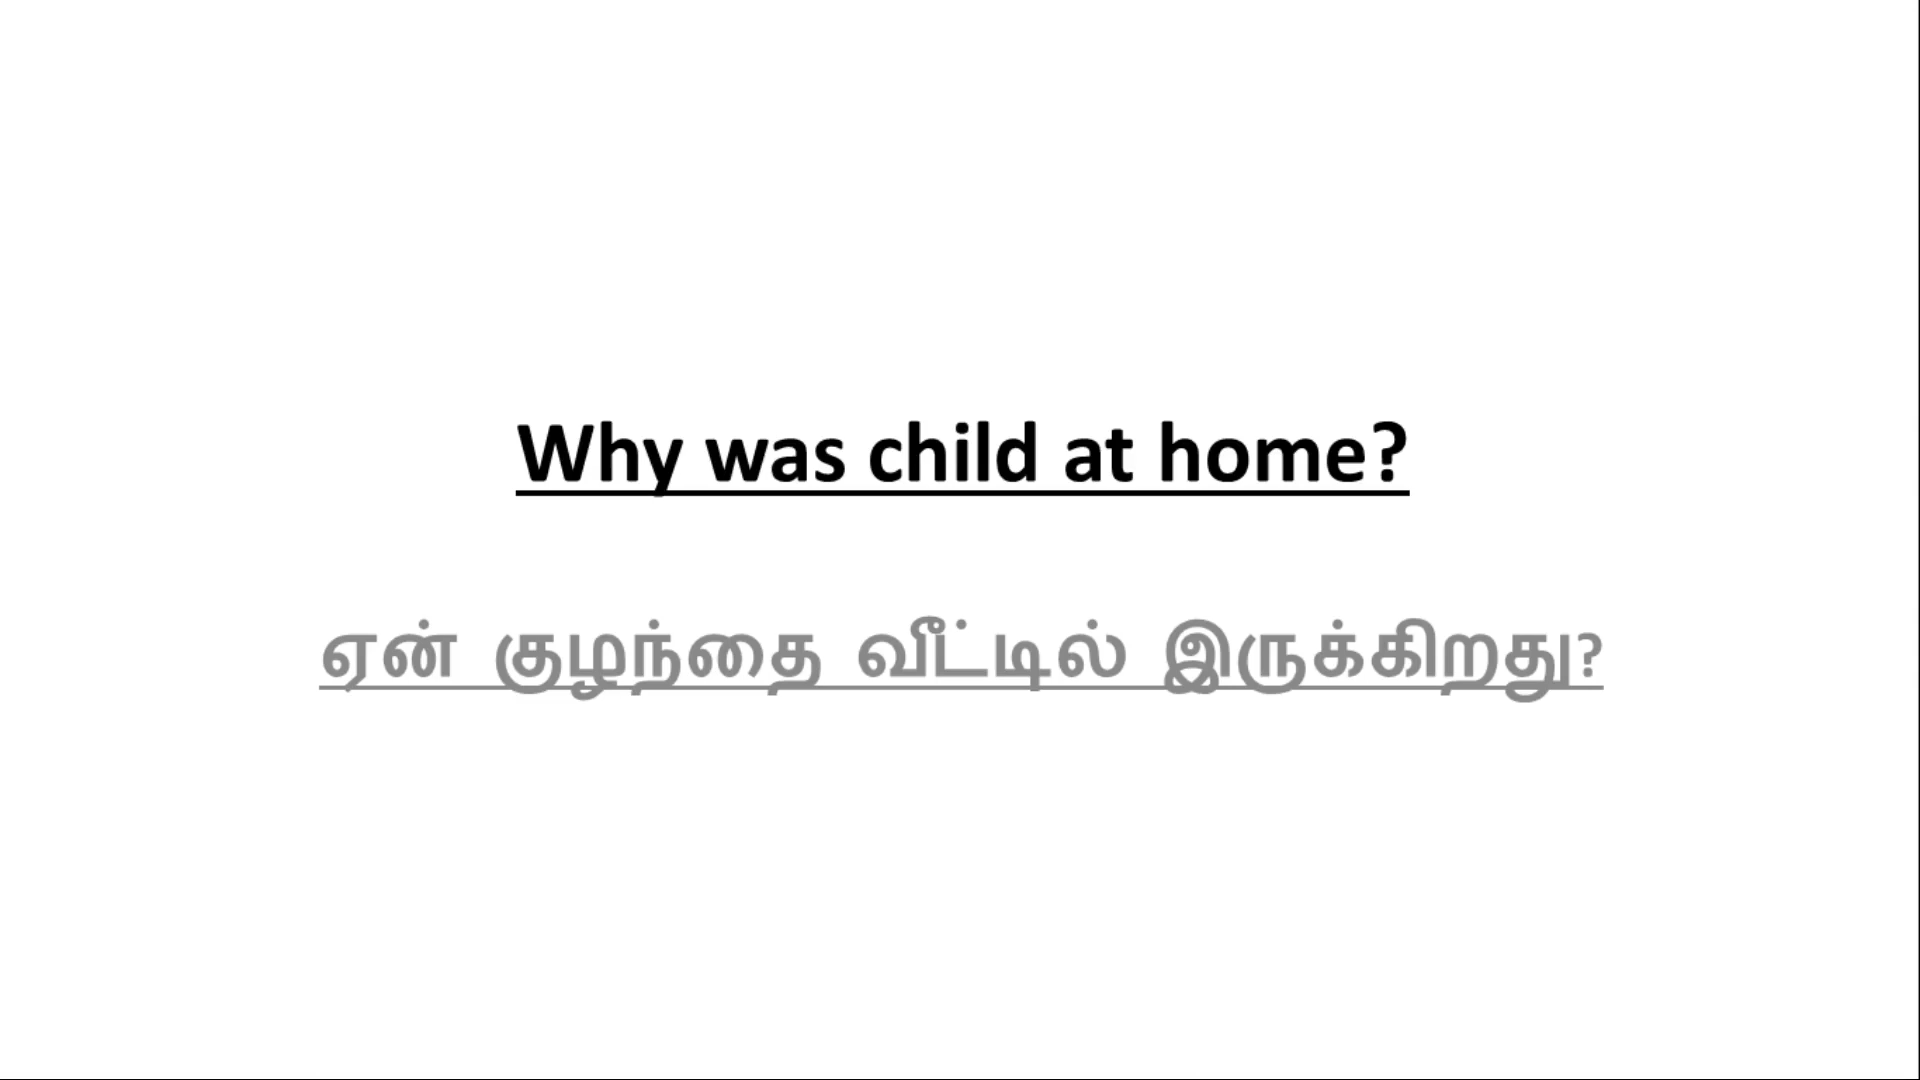 Why was child at home?
ஏன் குழந்தை வீட்டில் இருக்கிறது?